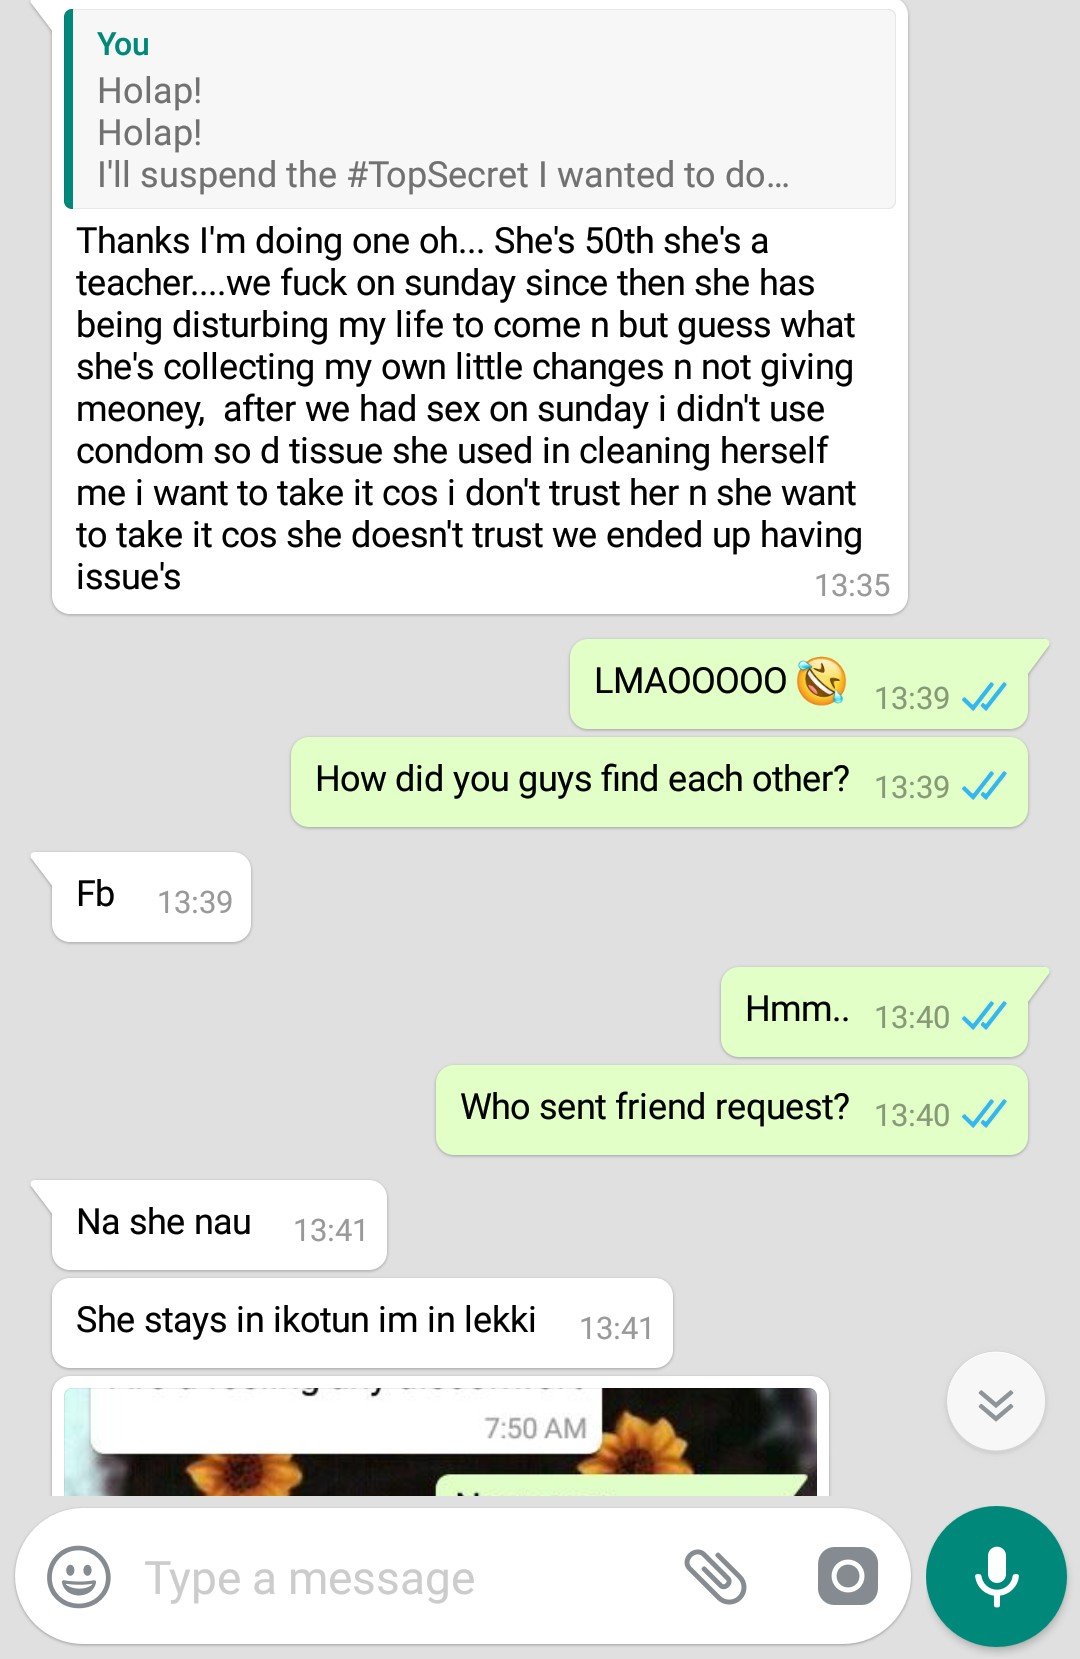 You
Holap!
Holap!
I'll suspend the #TopSecret I wanted to do...
Thanks I'm doing one oh... She's 50th she's a
teacher....we fuck on sunday since then she has
being disturbing my life to come n but guess what
she's collecting my own little changes n not giving
meoney,  after we had sex on sunday i didn't use
condom so d tissue she used in cleaning herself
me i want to take it cos i don't trust her n she want
to take it cos she doesn't trust we ended up having
issue's
13:35
LMAOOOOO 🤣 13:39
How did you guys find each other? 13:39
Fb 13:39
Hmm.. 13:40
Who sent friend request? 13:40
Na she nau 13:41
She stays in ikotun im in lekki 13:41
7:50 AM
Type a message